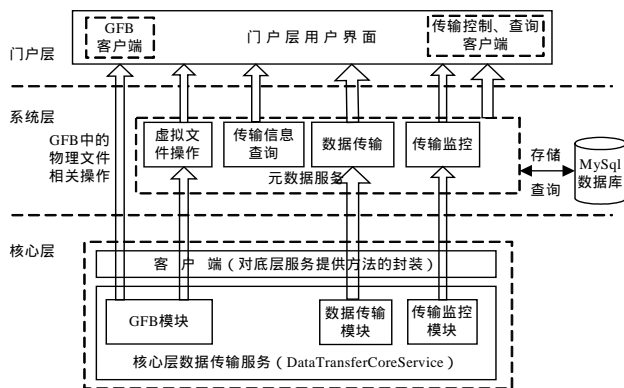 GFB
客户端
门户层用户界面
传输控制、查询
客户端
门户层
系统层
GFB中的
物理文件
相关操作
虚拟文
件操作
传输信息
查询
数据传输
传输监控
元数据服务
存储
查询
MySql
数据库
核心层
客 户 端（对底层服务提供方法的封装）
GFB模块
数据传输
模块
传输监控
模块
核心层数据传输服务（DataTransferCoreService）